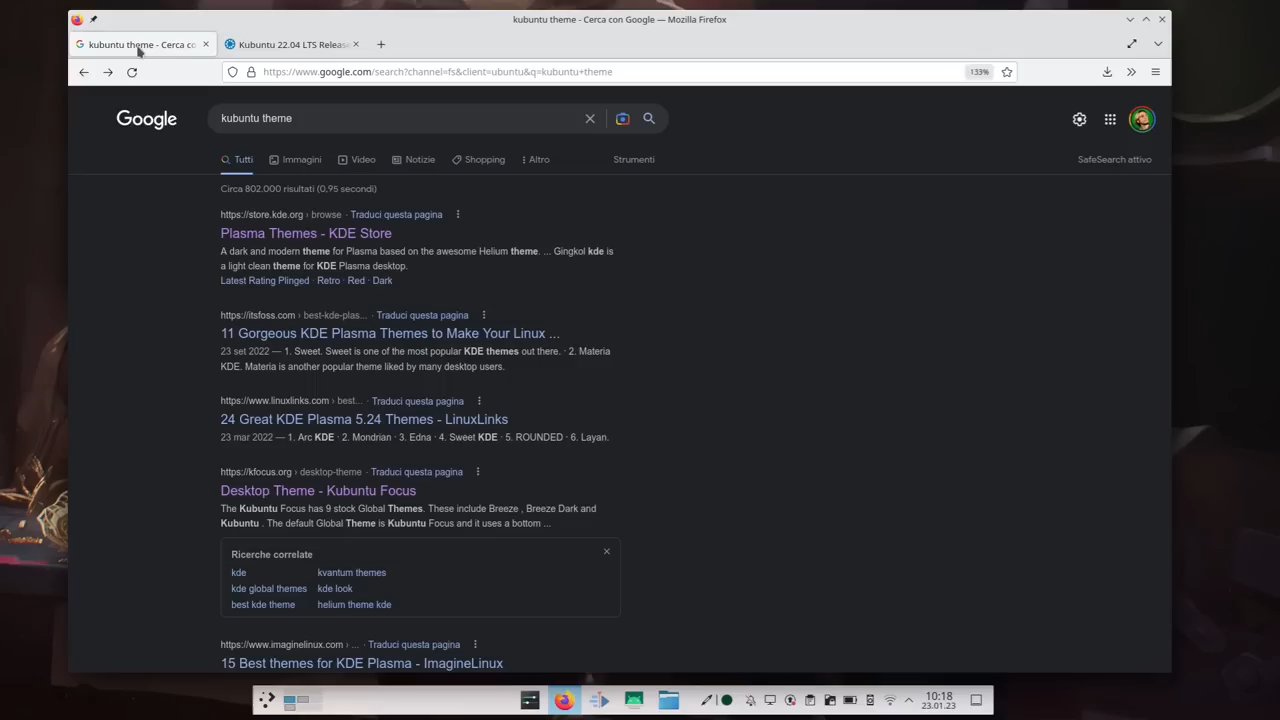 kubuntu theme - Cerca con Google — Mozilla Firefox
kubuntu theme - Cerca co
Kubuntu 22.04 LTS Releas
https://www.google.com/search?channel=fs&client=ubuntu&q=kubuntu+theme
133%
Google
kubuntu theme
Tutti Immagini Video Notizie Shopping Altro Strumenti SafeSearch attivo
Circa 802.000 risultati (0,95 secondi)
https://store.kde.org › browse · Traduci questa pagina
Plasma Themes - KDE Store
A dark and modern theme for Plasma based on the awesome Helium theme. ... Gingkol kde is
a light clean theme for KDE Plasma desktop.
Latest Rating Plinged · Retro · Red · Dark
https://itsfoss.com › best-kde-plas... · Traduci questa pagina
11 Gorgeous KDE Plasma Themes to Make Your Linux ...
23 set 2022 — 1. Sweet. Sweet is one of the most popular KDE themes out there. · 2. Materia
KDE. Materia is another popular theme liked by many desktop users.
https://www.linuxlinks.com › best... · Traduci questa pagina
24 Great KDE Plasma 5.24 Themes - LinuxLinks
23 mar 2022 — 1. Arc KDE · 2. Mondrian · 3. Edna · 4. Sweet KDE · 5. ROUNDED · 6. Layan.
https://kfocus.org › desktop-theme · Traduci questa pagina
Desktop Theme - Kubuntu Focus
The Kubuntu Focus has 9 stock Global Themes. These include Breeze , Breeze Dark and
Kubuntu . The default Global Theme is Kubuntu Focus and it uses a bottom ...
Ricerche correlate
kde kvantum themes
kde global themes kde look
best kde theme helium theme kde
https://www.imaginelinux.com › ... · Traduci questa pagina
15 Best themes for KDE Plasma - ImagineLinux
10:18
23.01.23